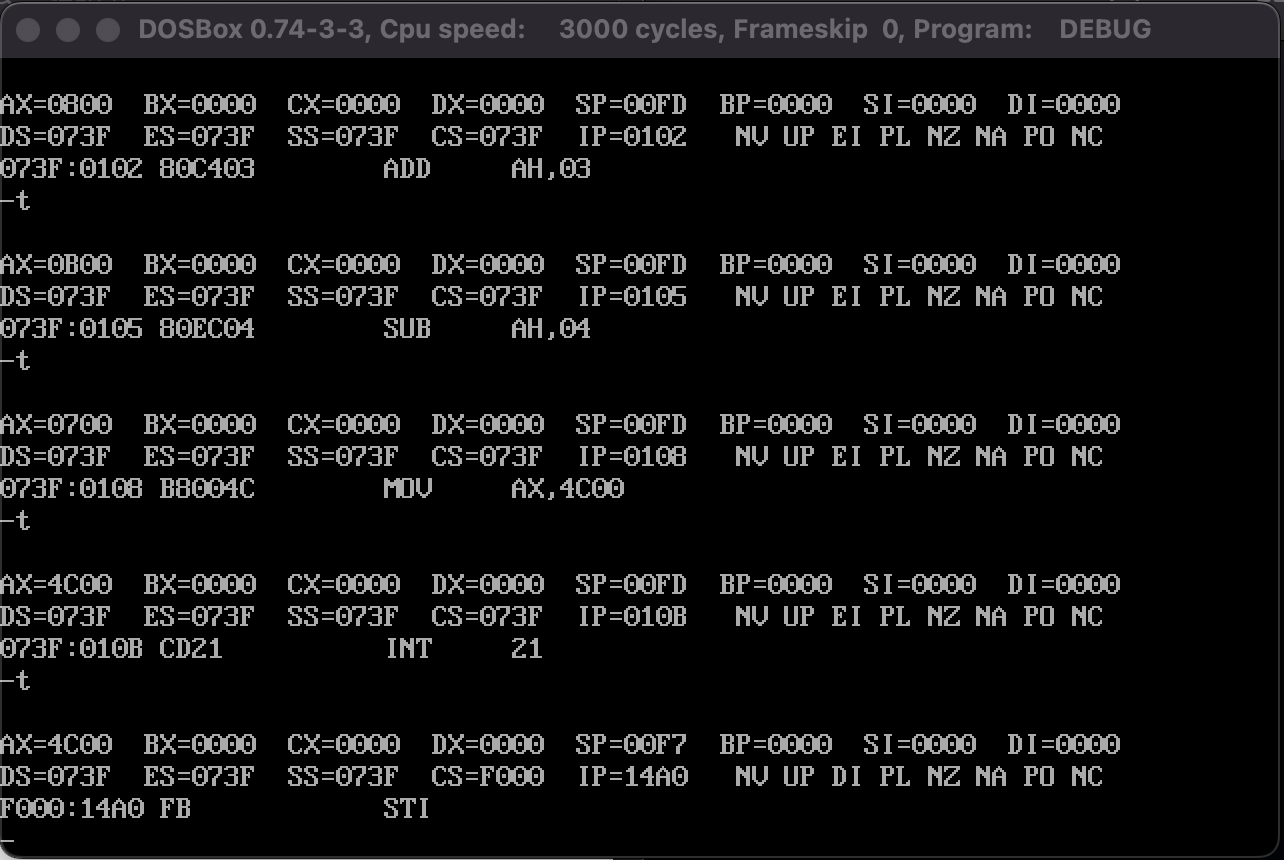 DOSBox 0.74-3-3, Cpu speed: 3000 cycles, Frameskip 0, Program: DEBUG
AX=0800 BX=0000 CX=0000 DX=0000 SP=00FD BP=0000 SI=0000 DI=0000
DS=073F ES=073F SS=073F CS=073F IP=0102 NV UP EI PL NZ NA PO NC
073F:0102 80C403 ADD AH,03
-t
AX=0B00 BX=0000 CX=0000 DX=0000 SP=00FD BP=0000 SI=0000 DI=0000
DS=073F ES=073F SS=073F CS=073F IP=0105 NV UP EI PL NZ NA PO NC
073F:0105 80EC04 SUB AH,04
-t
AX=0700 BX=0000 CX=0000 DX=0000 SP=00FD BP=0000 SI=0000 DI=0000
DS=073F ES=073F SS=073F CS=073F IP=0108 NV UP EI PL NZ NA PO NC
073F:0108 B8004C MOV AX,4C00
-t
AX=4C00 BX=0000 CX=0000 DX=0000 SP=00FD BP=0000 SI=0000 DI=0000
DS=073F ES=073F SS=073F CS=073F IP=010B NV UP EI PL NZ NA PO NC
073F:010B CD21 INT 21
-t
AX=4C00 BX=0000 CX=0000 DX=0000 SP=00F7 BP=0000 SI=0000 DI=0000
DS=073F ES=073F SS=073F CS=F000 IP=14A0 NV UP DI PL NZ NA PO NC
F000:14A0 FB STI
-